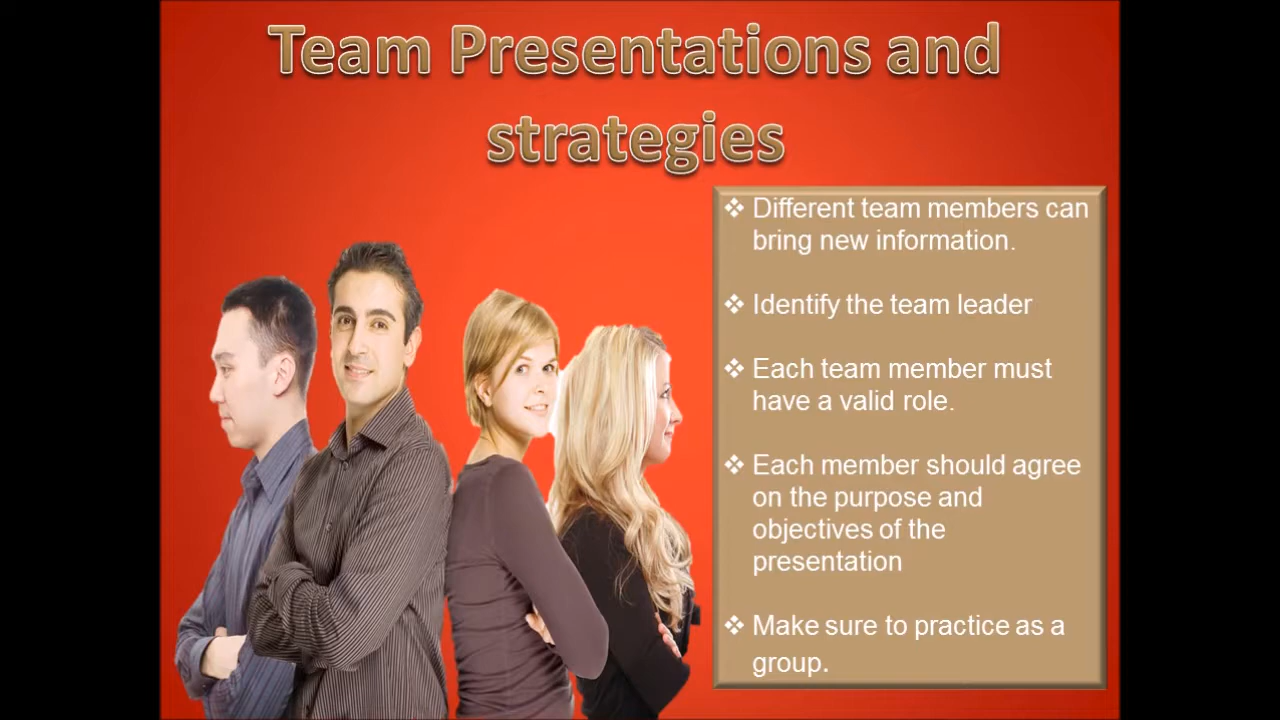 Team Presentations and
strategies
❖ Different team members can
bring new information.
❖ Identify the team leader
❖ Each team member must
have a valid role.
❖ Each member should agree
on the purpose and
objectives of the
presentation
❖ Make sure to practice as a
group.